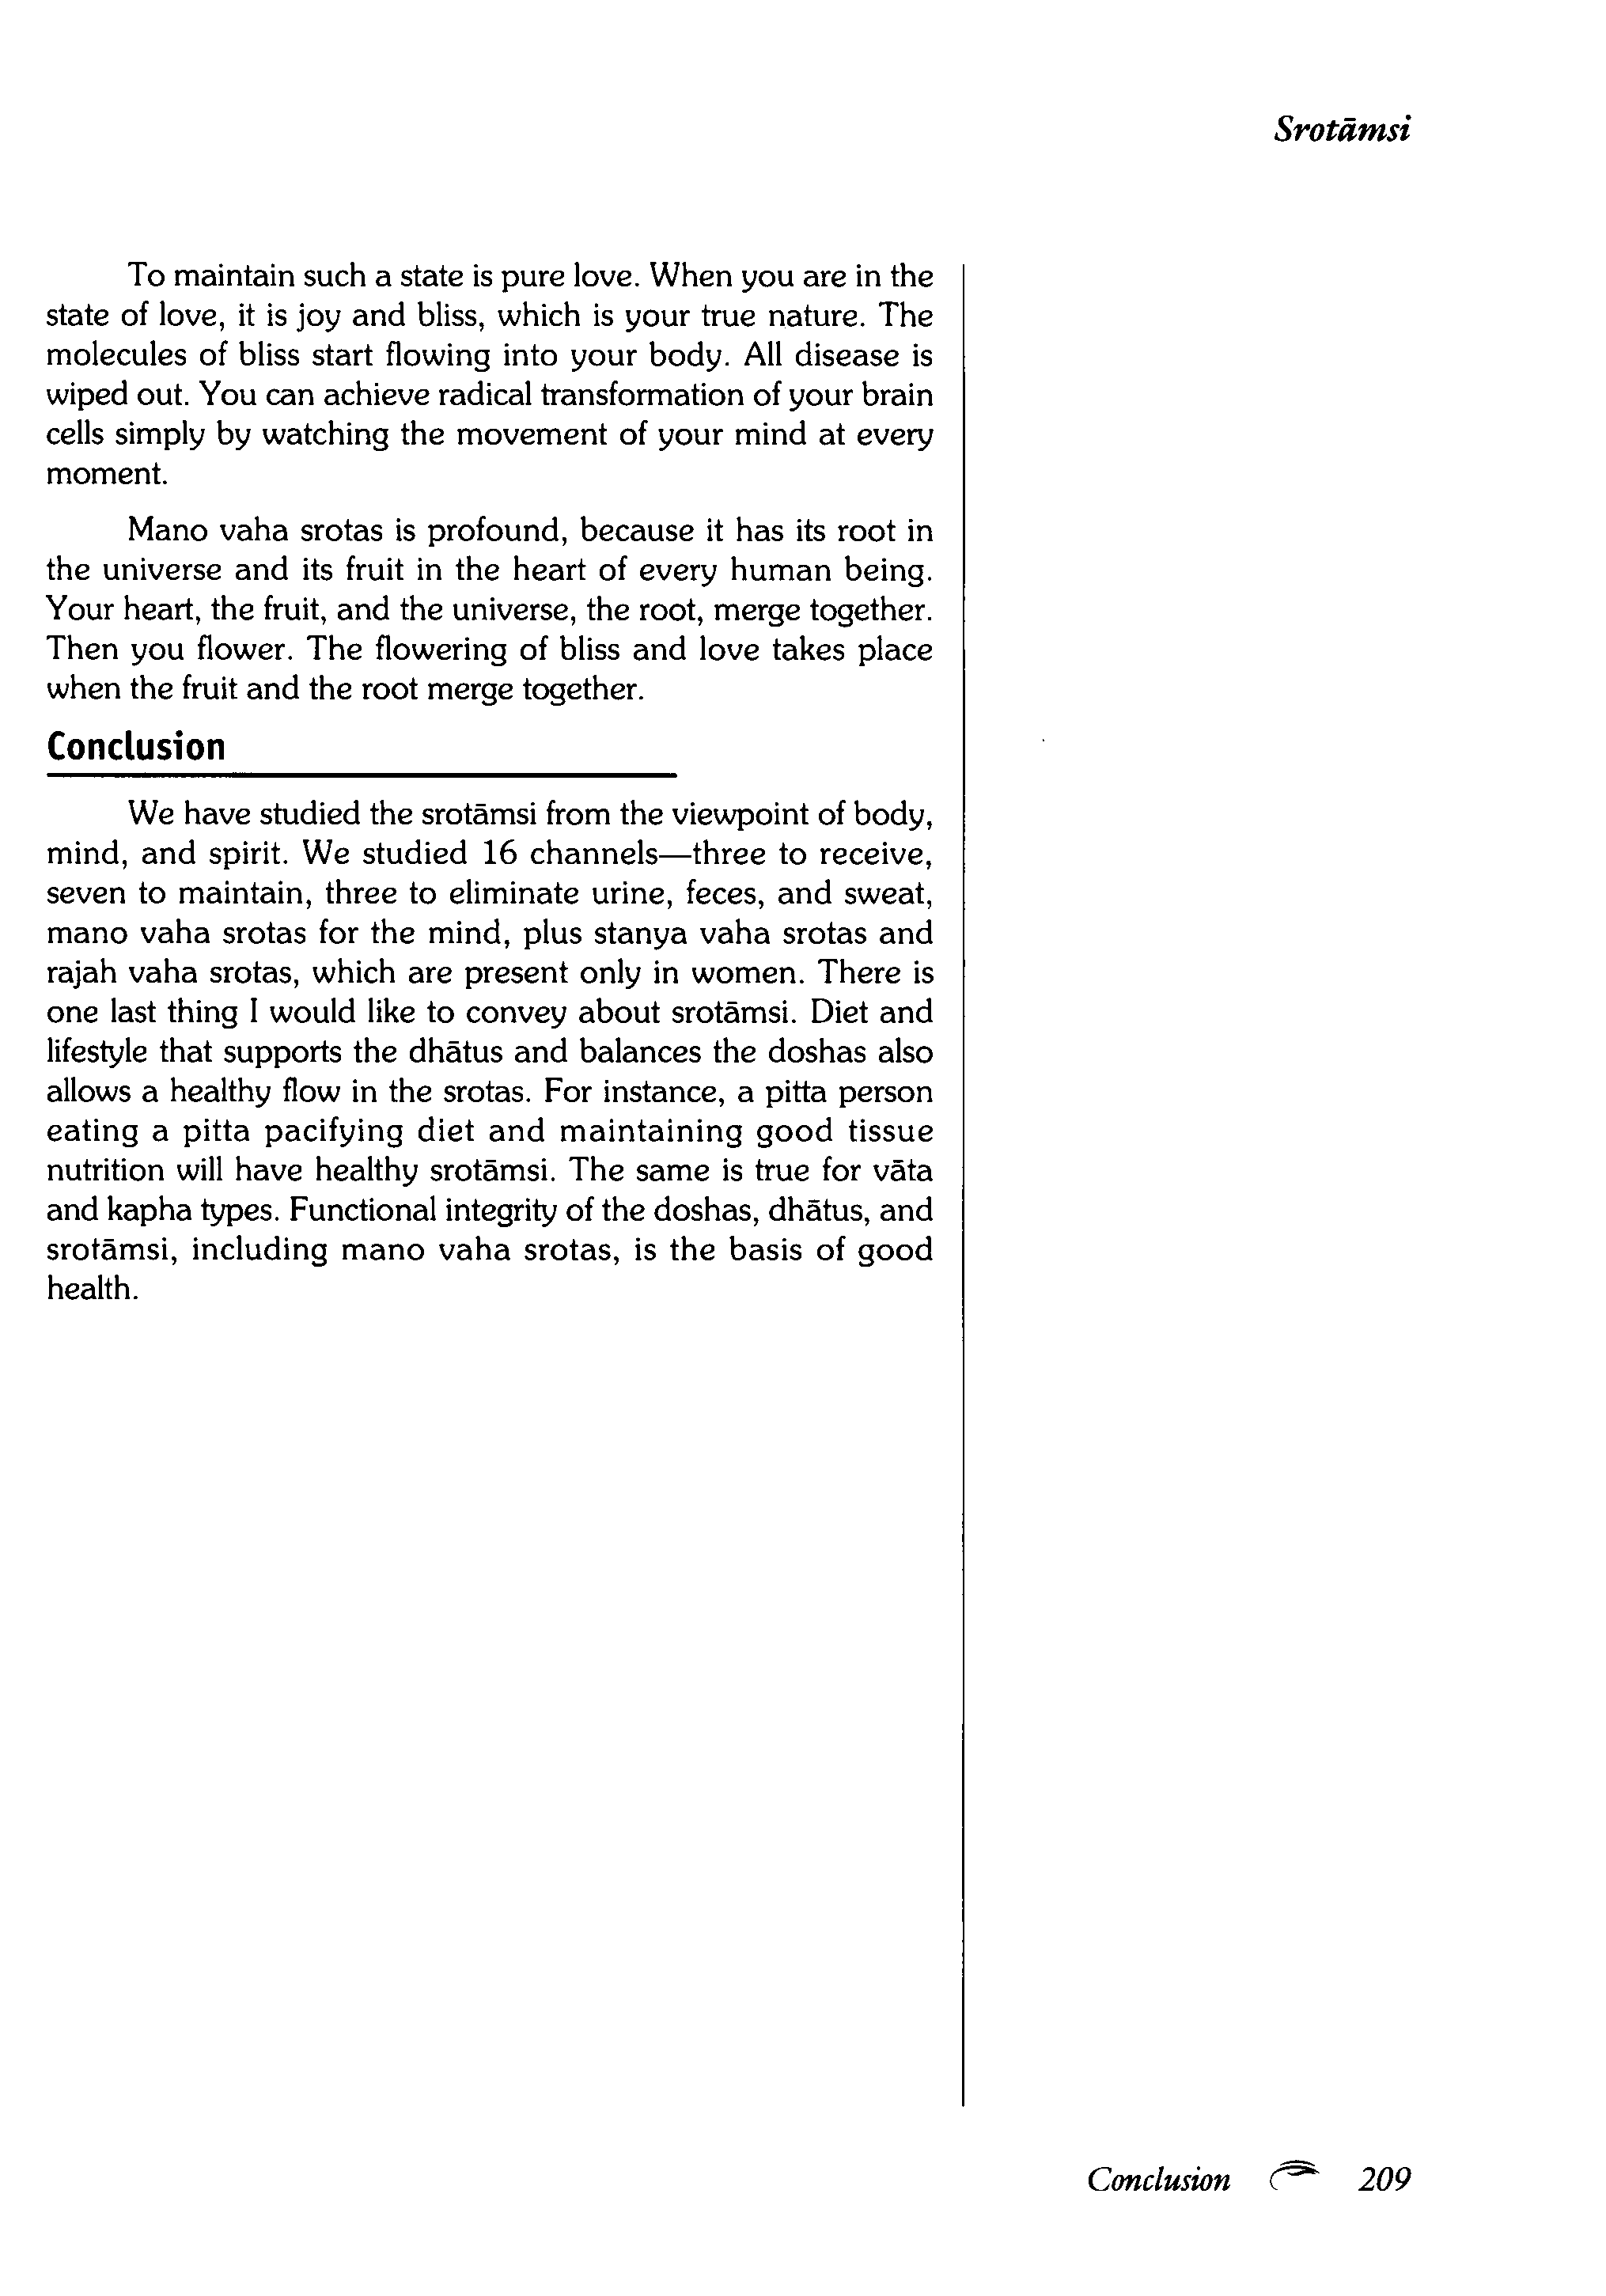 Srotāmsi
To maintain such a state is pure love. When you are in the
state of love, it is joy and bliss, which is your true nature. The
molecules of bliss start flowing into your body. All disease is
wiped out. You can achieve radical transformation of your brain
cells simply by watching the movement of your mind at every
moment.
Mano vaha srotas is profound, because it has its root in
the universe and its fruit in the heart of every human being.
Your heart, the fruit, and the universe, the root, merge together.
Then you flower. The flowering of bliss and love takes place
when the fruit and the root merge together.
Conclusion
We have studied the srotāmsi from the viewpoint of body,
mind, and spirit. We studied 16 channels—three to receive,
seven to maintain, three to eliminate urine, feces, and sweat,
mano vaha srotas for the mind, plus stanya vaha srotas and
rajah vaha srotas, which are present only in women. There is
one last thing I would like to convey about srotāmsi. Diet and
lifestyle that supports the dhātus and balances the doshas also
allows a healthy flow in the srotas. For instance, a pitta person
eating a pitta pacifying diet and maintaining good tissue
nutrition will have healthy srotāmsi. The same is true for vāta
and kapha types. Functional integrity of the doshas, dhātus, and
srotāmsi, including mano vaha srotas, is the basis of good
health.
Conclusion 209